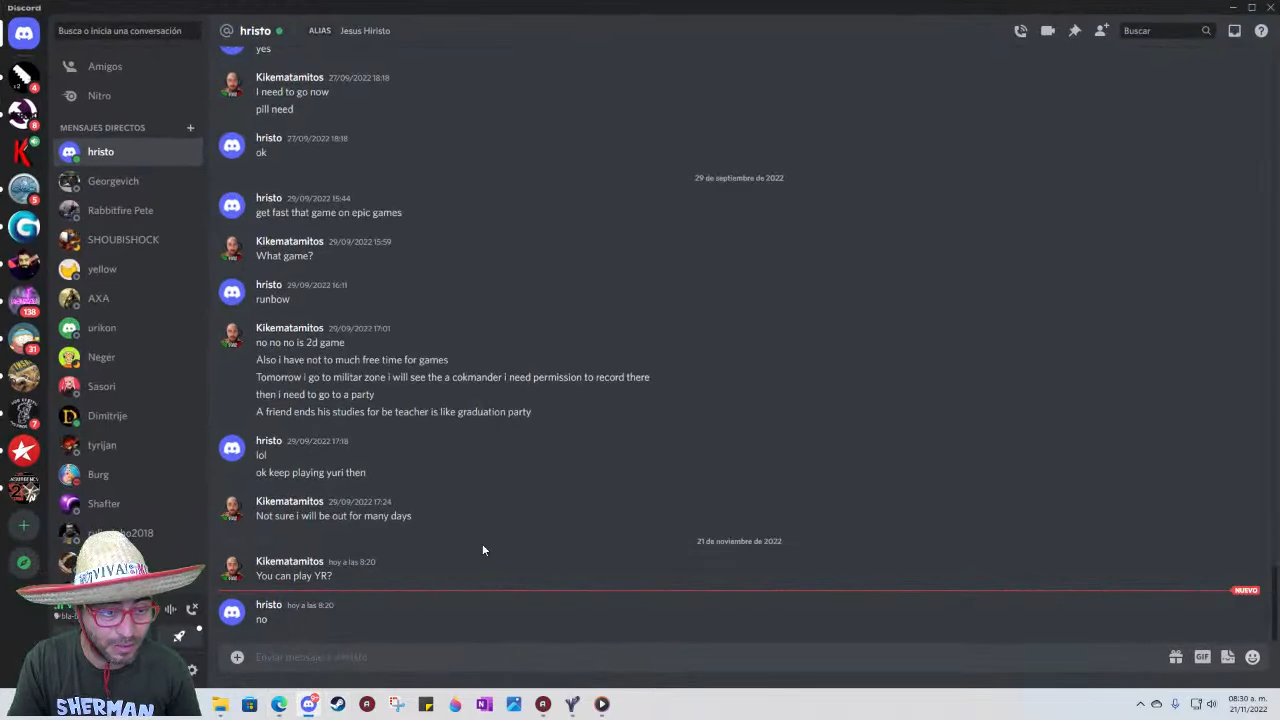 Discord
Busca o inicia una conversación
hristo
ALIAS Jesus Hiristo
Buscar
Amigos
Nitro
MENSAJES DIRECTOS
hristo
Georgevich
Rabbitfire Pete
SHOUBISHOCK
yellow
AXA
urikon
Neger
Sasori
Dimitrije
tyrijan
Burg
Shafter
2018
4
8
K
5
138
31
7
yes
Kikematamitos 27/09/2022 18:18
I need to go now
pill need
hristo 27/09/2022 18:18
ok
29 de septiembre de 2022
hristo 29/09/2022 15:44
get fast that game on epic games
Kikematamitos 29/09/2022 15:59
What game?
hristo 29/09/2022 16:11
runbow
Kikematamitos 29/09/2022 17:01
no no no is 2d game
Also i have not to much free time for games
Tomorrow i go to militar zone i will see the a cokmander i need permission to record there
then i need to go to a party
A friend ends his studies for be teacher is like graduation party
hristo 29/09/2022 17:18
lol
ok keep playing yuri then
Kikematamitos 29/09/2022 17:24
Not sure i will be out for many days
21 de noviembre de 2022
Kikematamitos hoy a las 8:20
You can play YR?
NUEVO
hristo hoy a las 8:20
no
GIF
VIVA!
SHERMAN
08:30 a. m.
21/11/2022